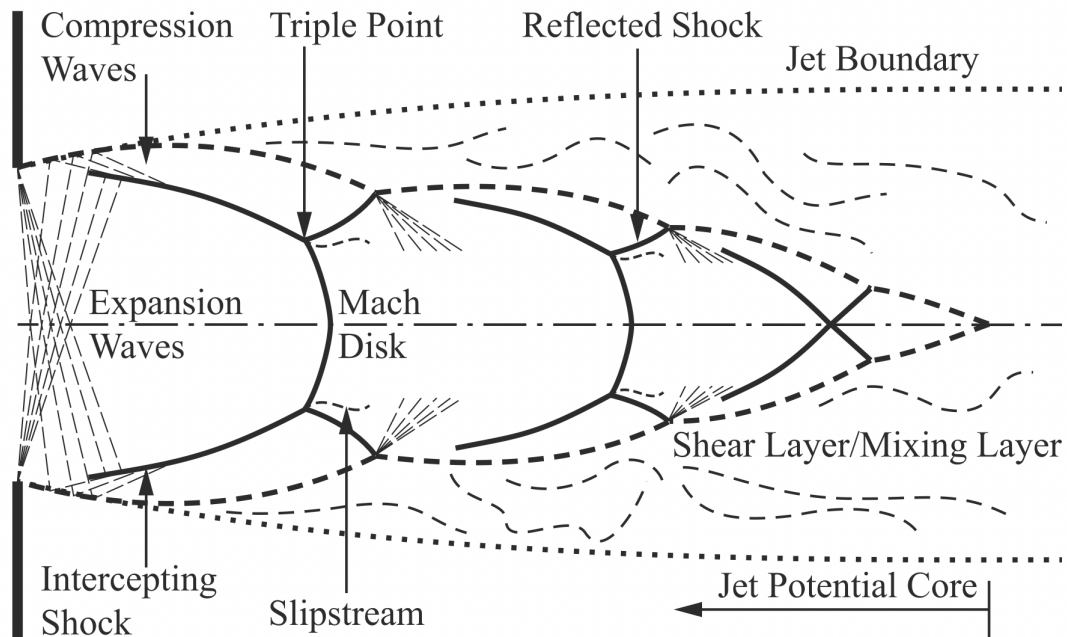 Compression
Waves
Triple Point
Reflected Shock
Jet Boundary
Expansion
Waves
Mach
Disk
Shear Layer/Mixing Layer
Intercepting
Shock
Slipstream
Jet Potential Core